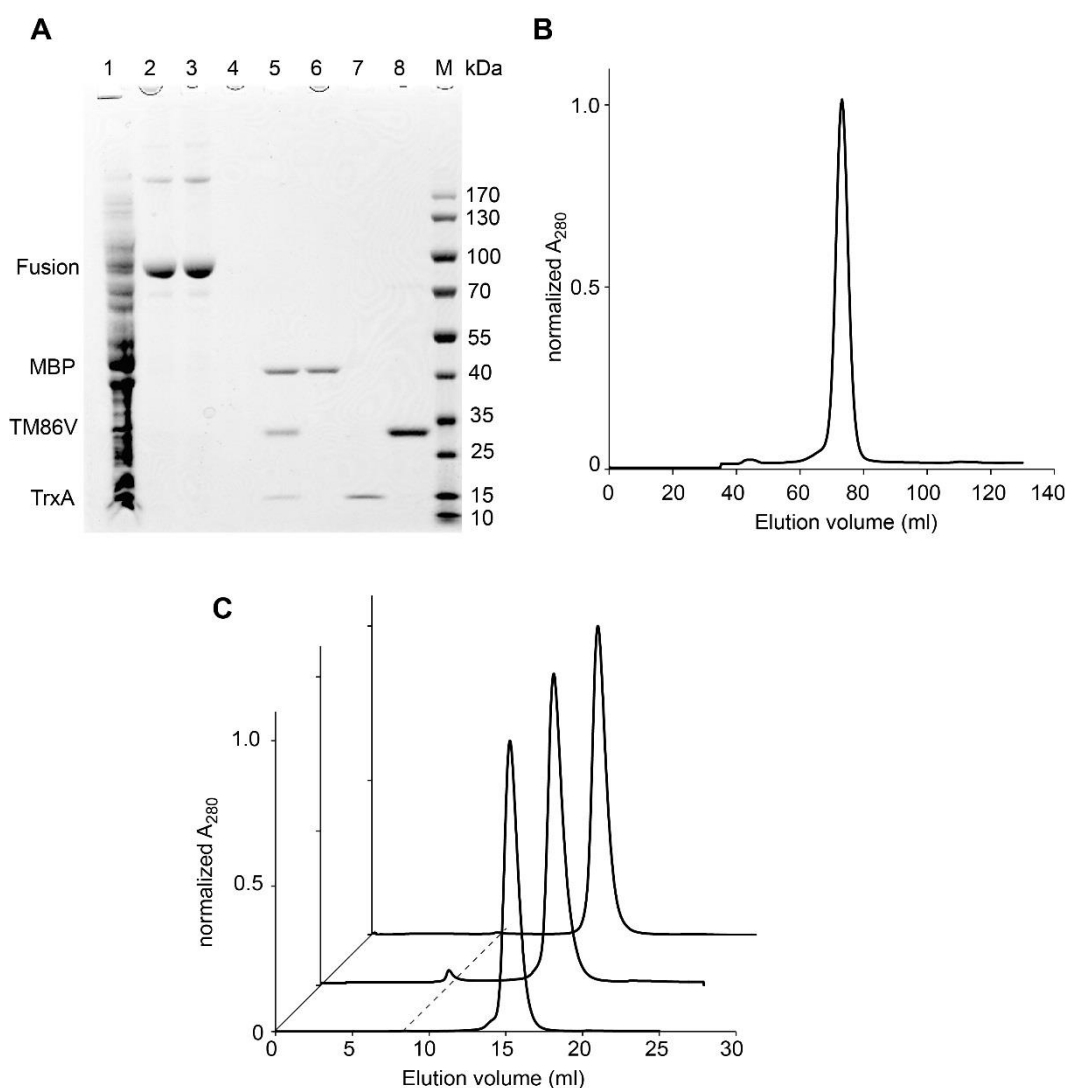 A
1 2 3 4 5 6 7 8 M kDa
170
130
Fusion
100
70
55
MBP
40
TM86V
35
25
TrxA
15
10
B
normalized A280
1.0
0.5
0
0 20 40 60 80 100 120 140
Elution volume (ml)
C
normalized A280
1.0
0.5
0
0 5 10 15 20 25 30
Elution volume (ml)